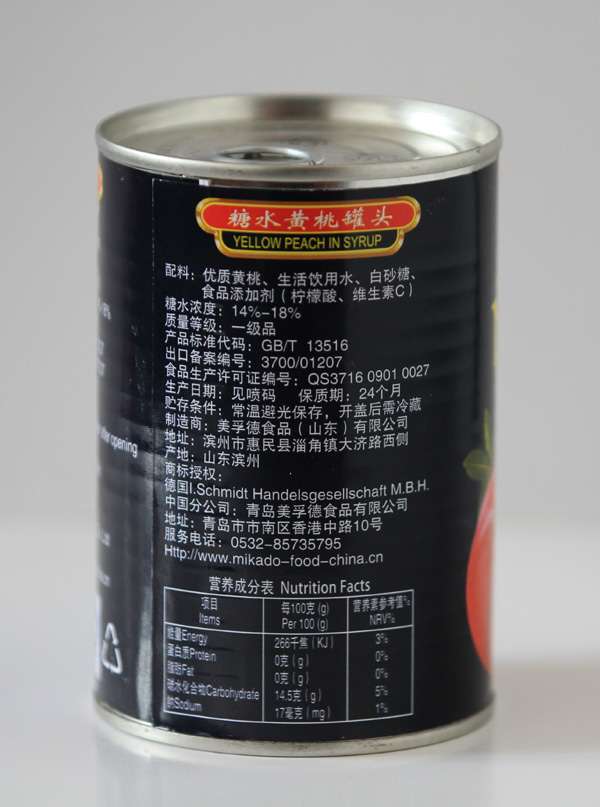 糖水黄桃罐头
YELLOW PEACH IN SYRUP
配料：优质黄桃、生活饮用水、白砂糖、
食品添加剂（柠檬酸、维生素C）
糖水浓度：14%-18%
质量等级：一级品
产品标准代码：GB/T 13516
出口备案编号：3700/01207
食品生产许可证编号：QS3716 0901 0027
生产日期：见喷码 保质期：24个月
贮存条件：常温避光保存，开盖后需冷藏
制造商：美孚德食品（山东）有限公司
地址：滨州市惠民县淄角镇大济路西侧
产地：山东滨州
商标授权：
德国I.Schmidt Handelsgesellschaft M.B.H.
中国分公司：青岛美孚德食品有限公司
地址：青岛市市南区香港中路10号
服务电话：0532-85735795
Http://www.mikado-food-china.cn
营养成分表 Nutrition Facts
项目 每100克(g) 营养素参考值%
Items Per 100(g) NRV%
能量Energy 266千焦(KJ) 3%
蛋白质Protein 0克(g) 0%
脂肪Fat 0克(g) 0%
碳水化合物Carbohydrate 14.5克(g) 5%
钠Sodium 17毫克(mg) 1%
after opening